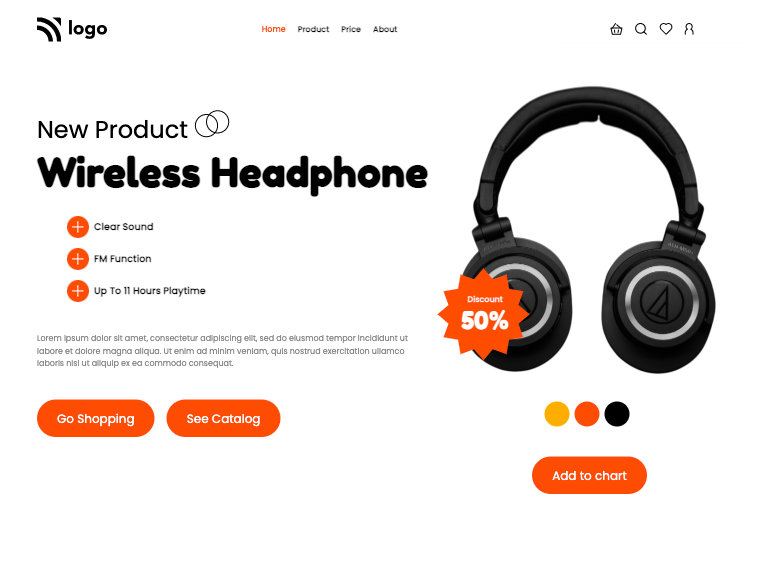 logo
Home Product Price About
New Product
Wireless Headphone
Clear Sound
FM Function
Up To 11 Hours Playtime
Lorem ipsum dolor sit amet, consectetur adipiscing elit, sed do eiusmod tempor incididunt ut
labore et dolore magna aliqua. Ut enim ad minim veniam, quis nostrud exercitation ullamco
laboris nisi ut aliquip ex ea commodo consequat.
Go Shopping See Catalog
Discount
50%
Add to chart